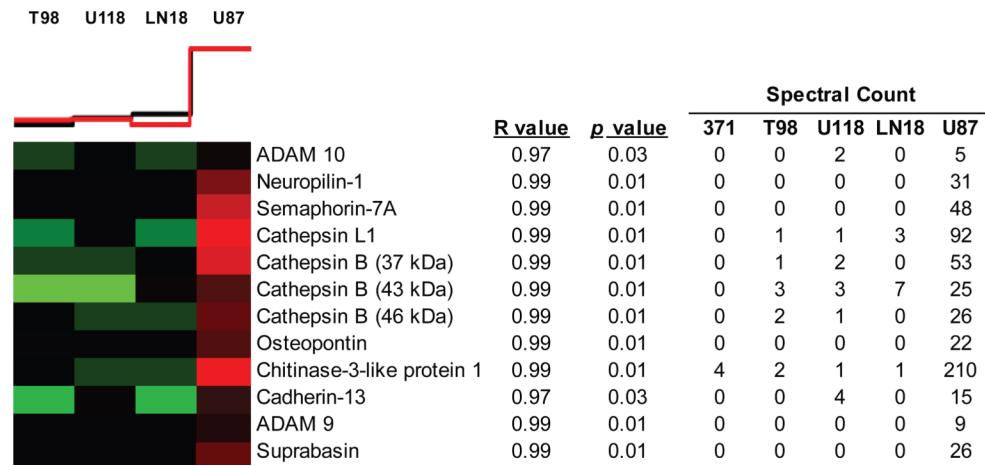 T98 U118 LN18 U87
Spectral Count
R value p value 371 T98 U118 LN18 U87
ADAM 10 0.97 0.03 0 0 2 0 5
Neuropilin-1 0.99 0.01 0 0 0 0 31
Semaphorin-7A 0.99 0.01 0 0 0 0 48
Cathepsin L1 0.99 0.01 0 1 1 3 92
Cathepsin B (37 kDa) 0.99 0.01 0 1 2 0 53
Cathepsin B (43 kDa) 0.99 0.01 0 3 3 7 25
Cathepsin B (46 kDa) 0.99 0.01 0 2 1 0 26
Osteopontin 0.99 0.01 0 0 0 0 22
Chitinase-3-like protein 1 0.99 0.01 4 2 1 1 210
Cadherin-13 0.97 0.03 0 0 4 0 15
ADAM 9 0.99 0.01 0 0 0 0 9
Suprabasin 0.99 0.01 0 0 0 0 26